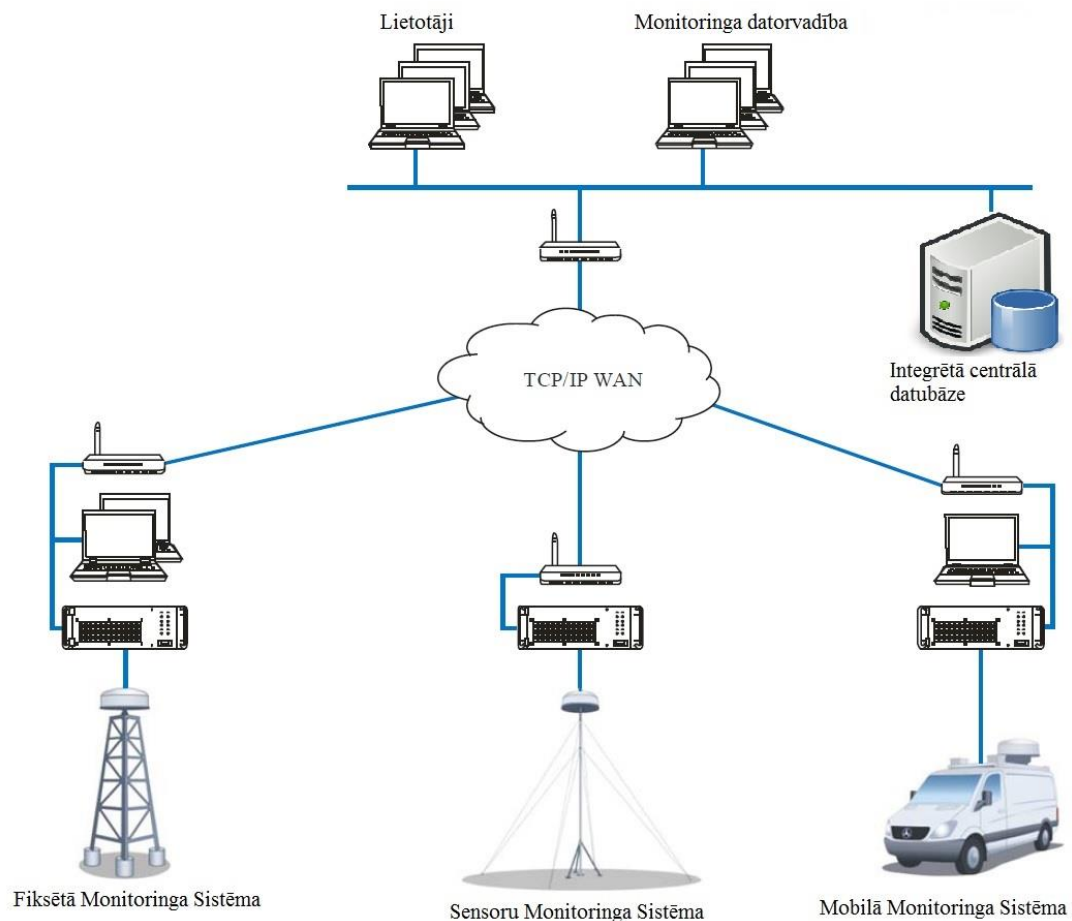 Lietotāji
Monitoringa datorvadība
Integrētā centrālā
datubāze
TCP/IP WAN
Fiksētā Monitoringa Sistēma
Sensoru Monitoringa Sistēma
Mobilā Monitoringa Sistēma